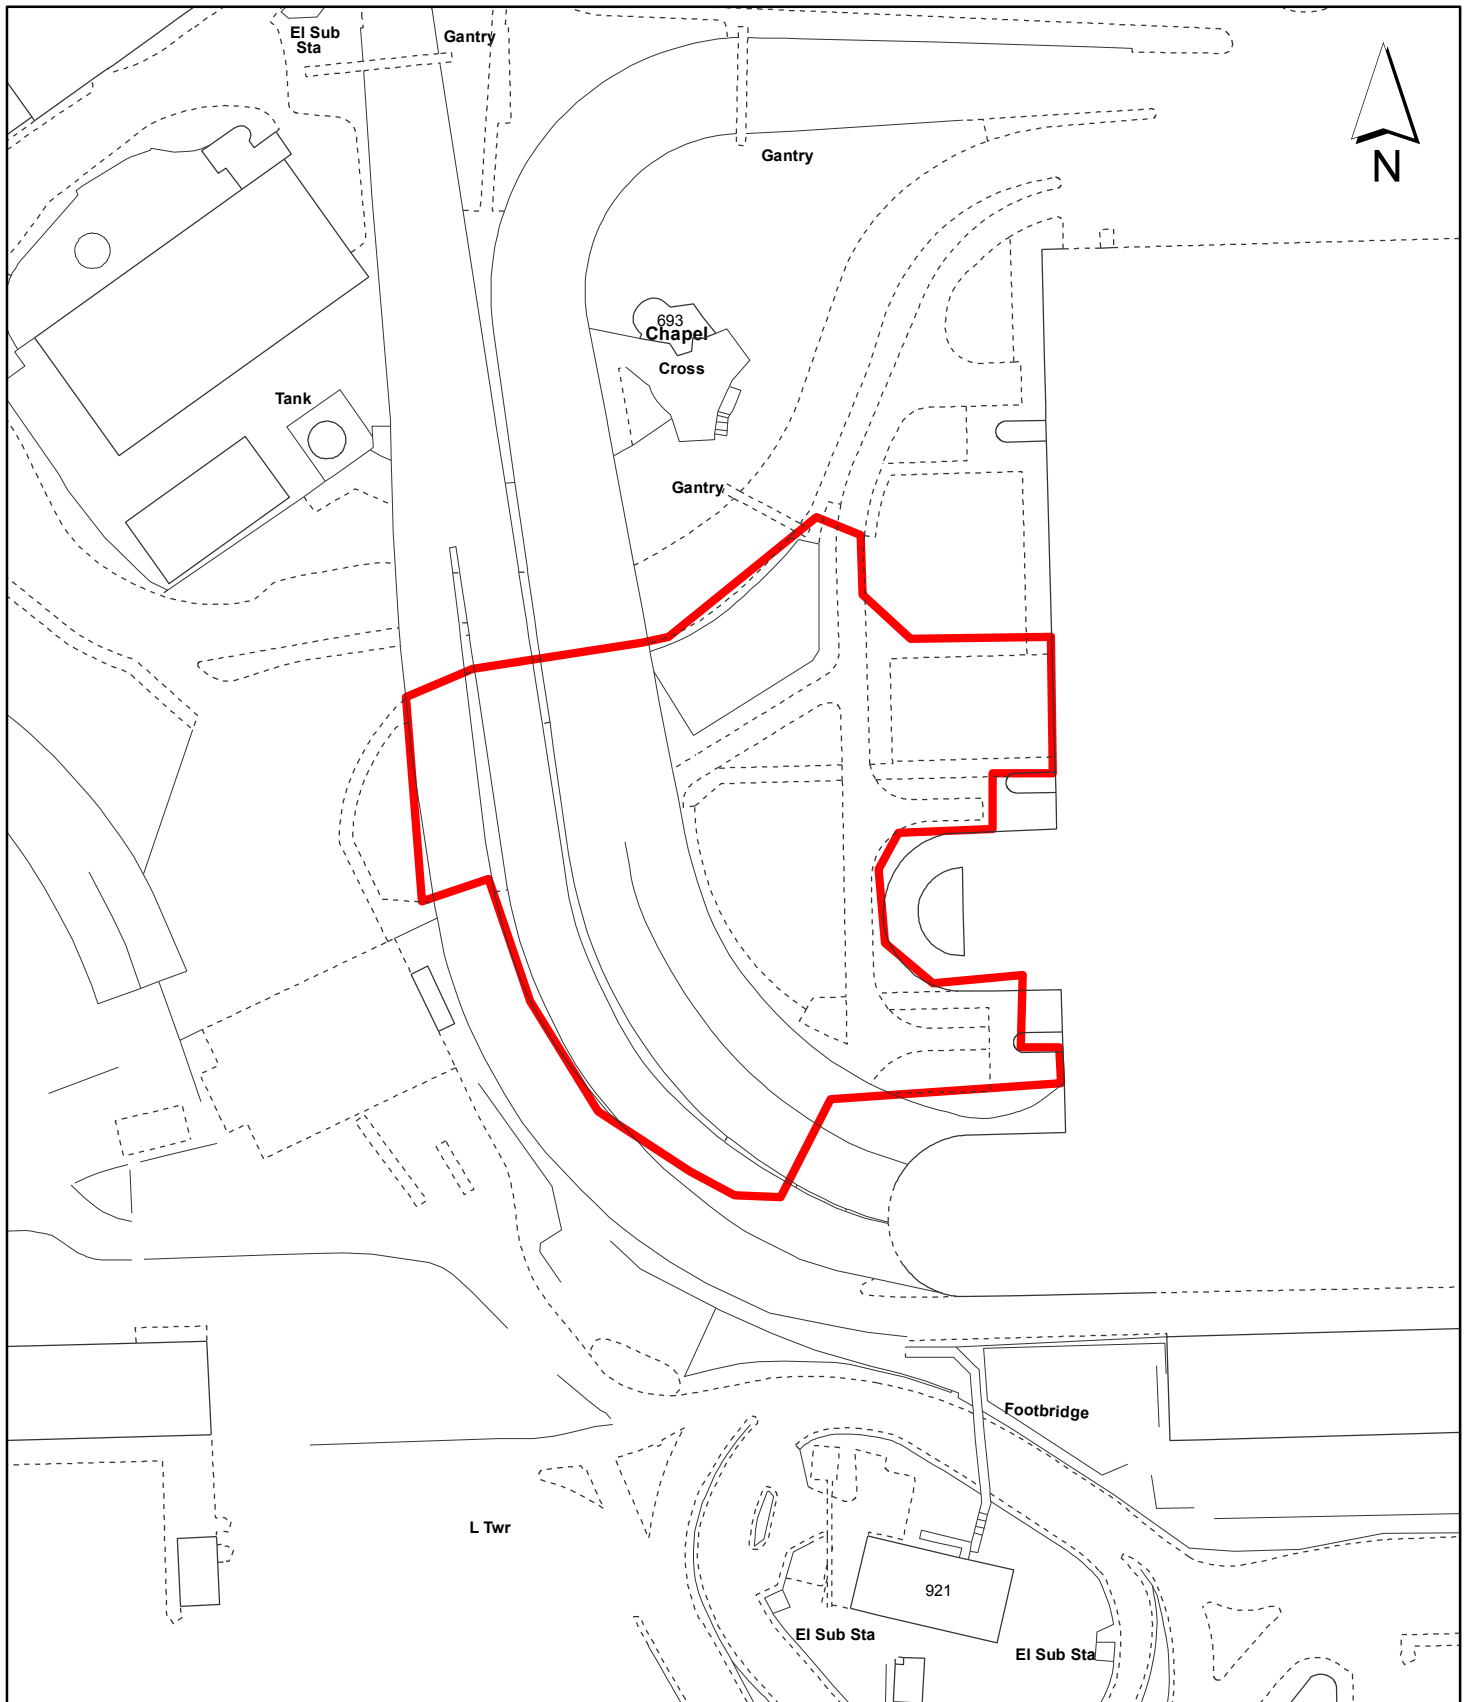 El Sub
Sta
Gantry
N
Gantry
693
Chapel
Cross
Tank
Gantry
Footbridge
L Twr
921
El Sub Sta
El Sub Sta